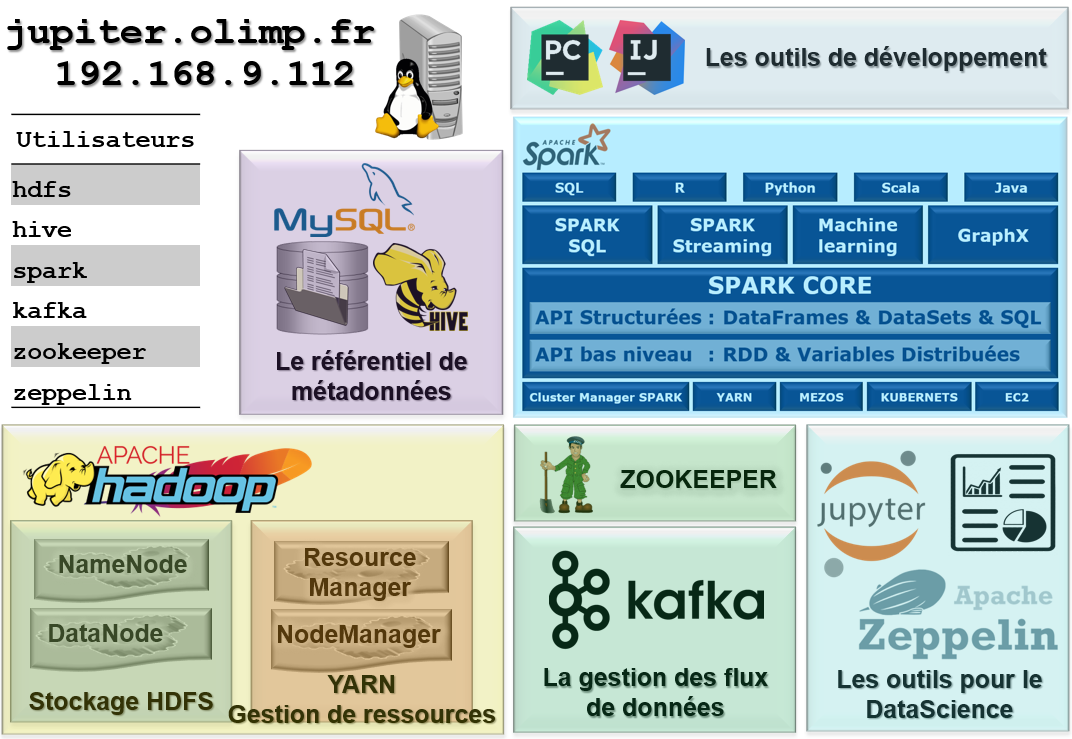 jupiter.olimp.fr
192.168.9.112
Utilisateurs
hdfs
hive
spark
kafka
zookeeper
zeppelin
PC
IJ
Les outils de développement
MySQL®
HIVE
Le référentiel de
métadonnées
APACHE
Spark™
SQL
R
Python
Scala
Java
SPARK
SQL
SPARK
Streaming
Machine
learning
GraphX
SPARK CORE
API Structurées : DataFrames & DataSets & SQL
API bas niveau : RDD & Variables Distribuées
Cluster Manager SPARK
YARN
MEZOS
KUBERNETS
EC2
APACHE
hadoop
NameNode
DataNode
Stockage HDFS
Resource
Manager
NodeManager
YARN
Gestion de ressources
ZOOKEEPER
kafka
La gestion des flux
de données
jupyter
Apache
Zeppelin
Les outils pour le
DataScience